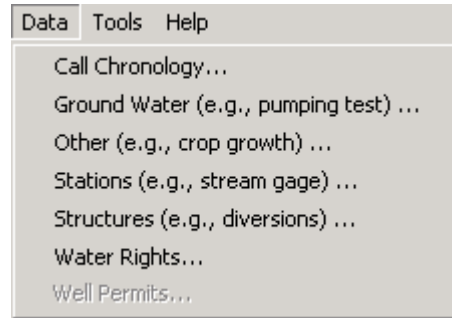 Data Tools Help
Call Chronology...
Ground Water (e.g., pumping test) ...
Other (e.g., crop growth) ...
Stations (e.g., stream gage) ...
Structures (e.g., diversions) ...
Water Rights...
Well Permits...